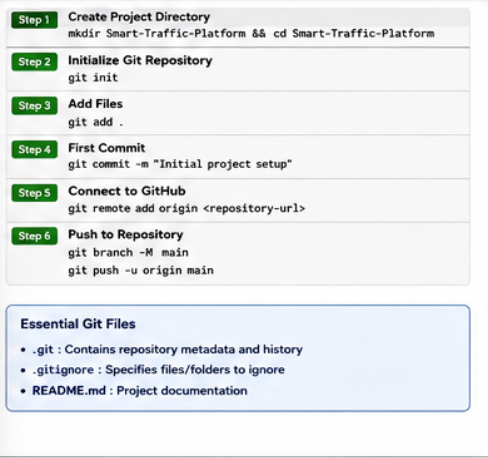 Step 1 Create Project Directory
mkdir Smart-Traffic-Platform && cd Smart-Traffic-Platform
Step 2 Initialize Git Repository
git init
Step 3 Add Files
git add .
Step 4 First Commit
git commit -m "Initial project setup"
Step 5 Connect to GitHub
git remote add origin <repository-url>
Step 6 Push to Repository
git branch -M main
git push -u origin main
Essential Git Files
• .git : Contains repository metadata and history
• .gitignore : Specifies files/folders to ignore
• README.md : Project documentation